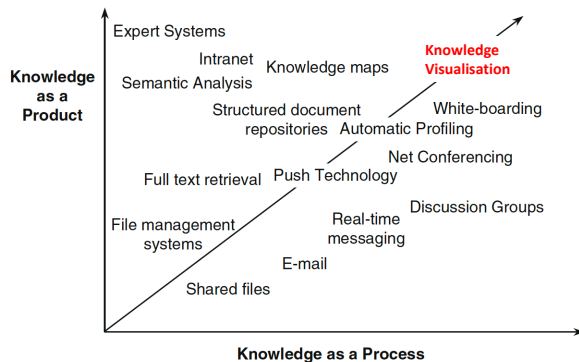 Expert Systems
Knowledge
Visualisation
Intranet
Knowledge maps
Knowledge
as a
Product
Semantic Analysis
Structured document
repositories
White-boarding
Automatic Profiling
Net Conferencing
Full text retrieval
Push Technology
Discussion Groups
File management
systems
Real-time
messaging
E-mail
Shared files
Knowledge as a Process